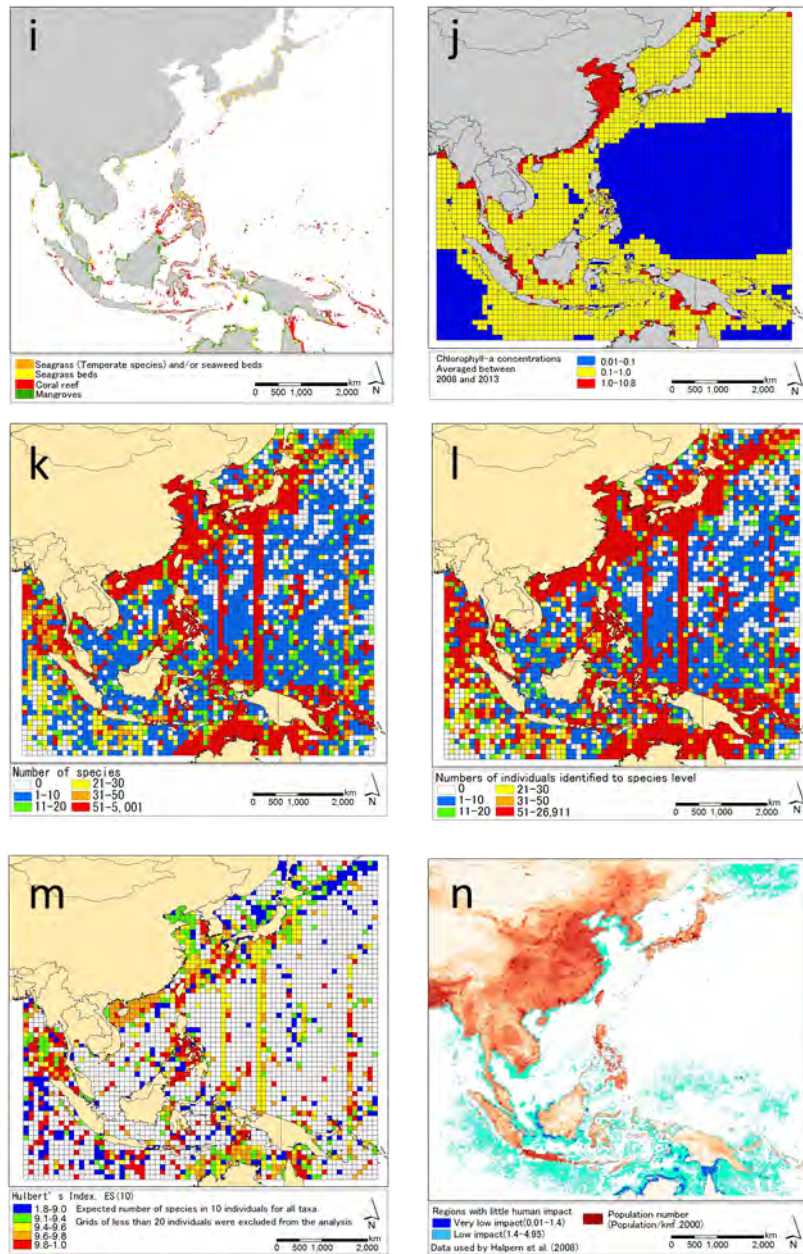 i
Seagrass (Temperate species) and/or seaweed beds
Seagrass beds
Coral reef
Mangroves
km
0 500 1,000 2,000
N
j
Chlorophyll-a concentrations
Averaged between
2008 and 2013
0.01-0.1
0.1-1.0
1.0-10.8
km
0 500 1,000 2,000
N
k
Number of species
0
1-10
11-20
21-30
31-50
51-5,001
km
0 500 1,000 2,000
N
l
Numbers of individuals identified to species level
0
1-10
11-20
21-30
31-50
51-26,911
km
0 500 1,000 2,000
N
m
Hulbert's Index. ES(10)
1.8-9.0
9.1-9.4
9.4-9.6
9.6-9.8
9.8-1.0
Expected number of species in 10 individuals for all taxa
Grids of less than 20 individuals were excluded from the analysis
km
0 500 1,000 2,000
N
n
Regions with little human impact
Very low impact(0.01-1.4)
Low impact(1.4-4.95)
Data used by Halpern et al. (2008)
Population number
(Population/km².2000)
km
0 500 1,000 2,000
N